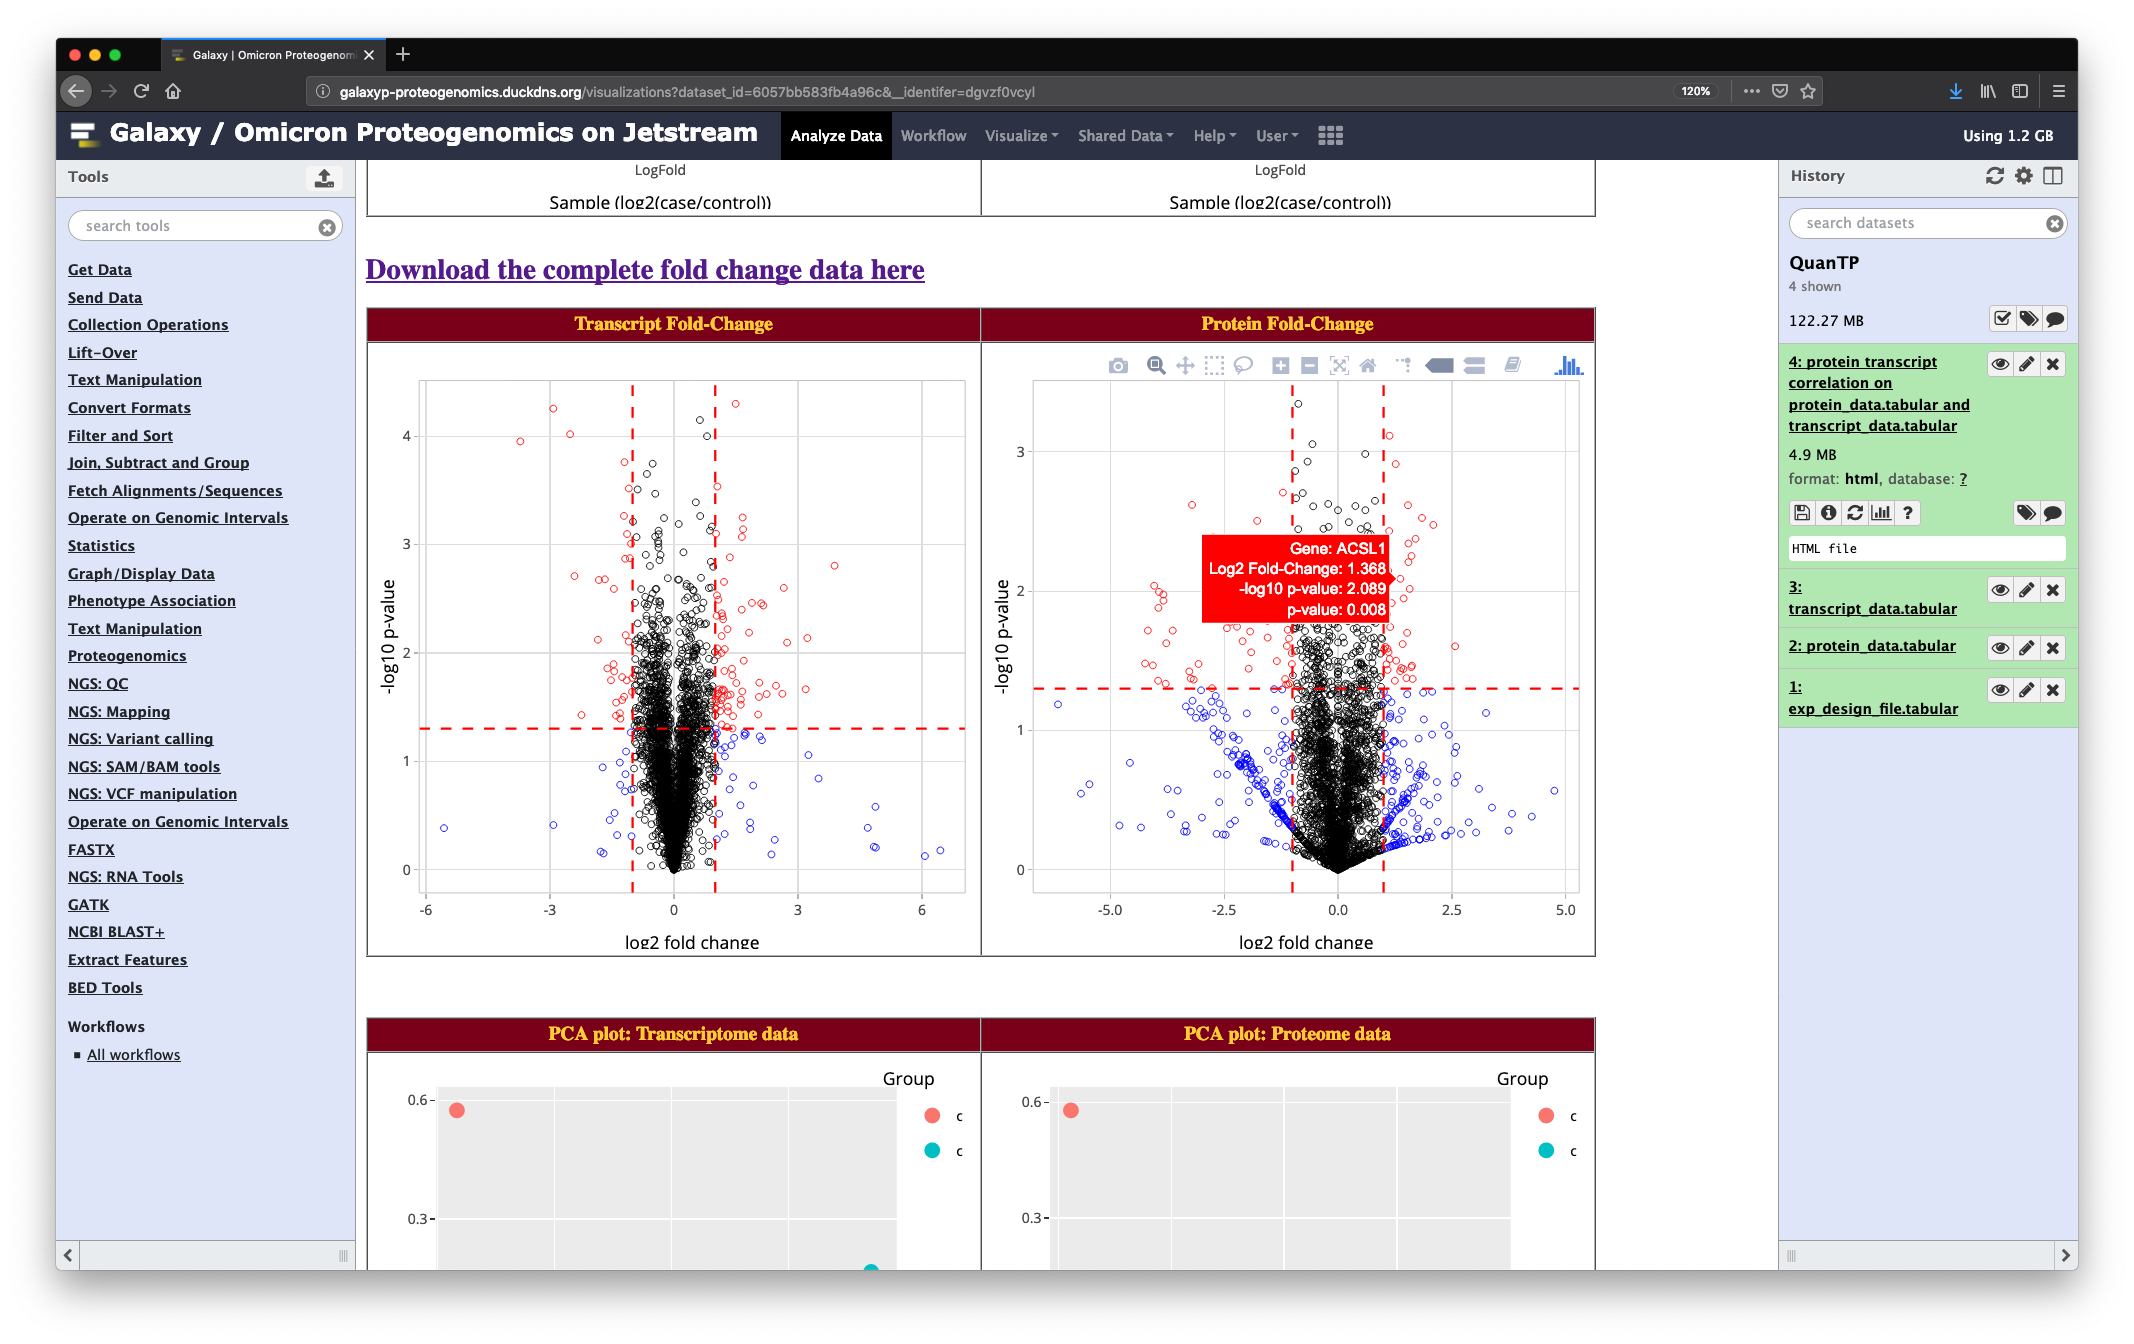 Galaxy | Omicron Proteogenom
galaxyp-proteogenomics.duckdns.org/visualizations?dataset_id=6057bb583fb4a96c&__identifer=dgvzf0vcyl
120%
Galaxy / Omicron Proteogenomics on Jetstream
Analyze Data
Workflow
Visualize
Shared Data
Help
User
Using 1.2 GB
Tools
search tools
Get Data
Send Data
Collection Operations
Lift-Over
Text Manipulation
Convert Formats
Filter and Sort
Join, Subtract and Group
Fetch Alignments/Sequences
Operate on Genomic Intervals
Statistics
Graph/Display Data
Phenotype Association
Text Manipulation
Proteogenomics
NGS: QC
NGS: Mapping
NGS: Variant calling
NGS: SAM/BAM tools
NGS: VCF manipulation
Operate on Genomic Intervals
FASTX
NGS: RNA Tools
GATK
NCBI BLAST+
Extract Features
BED Tools
Workflows
All workflows
LogFold
Sample (log2(case/control))
LogFold
Sample (log2(case/control))
Download the complete fold change data here
Transcript Fold-Change
4
3
2
1
0
-log10 p-value
-6
-3
0
3
6
log2 fold change
Protein Fold-Change
3
2
1
0
-log10 p-value
Gene: ACSL1
Log2 Fold-Change: 1.368
-log10 p-value: 2.089
p-value: 0.008
-5.0
-2.5
0.0
2.5
5.0
log2 fold change
PCA plot: Transcriptome data
Group
c
c
0.6
0.3
PCA plot: Proteome data
Group
c
c
0.6
0.3
History
search datasets
QuanTP
4 shown
122.27 MB
4: protein transcript
correlation on
protein_data.tabular and
transcript_data.tabular
4.9 MB
format: html, database: ?
?
HTML file
3:
transcript_data.tabular
2: protein_data.tabular
1:
exp_design_file.tabular